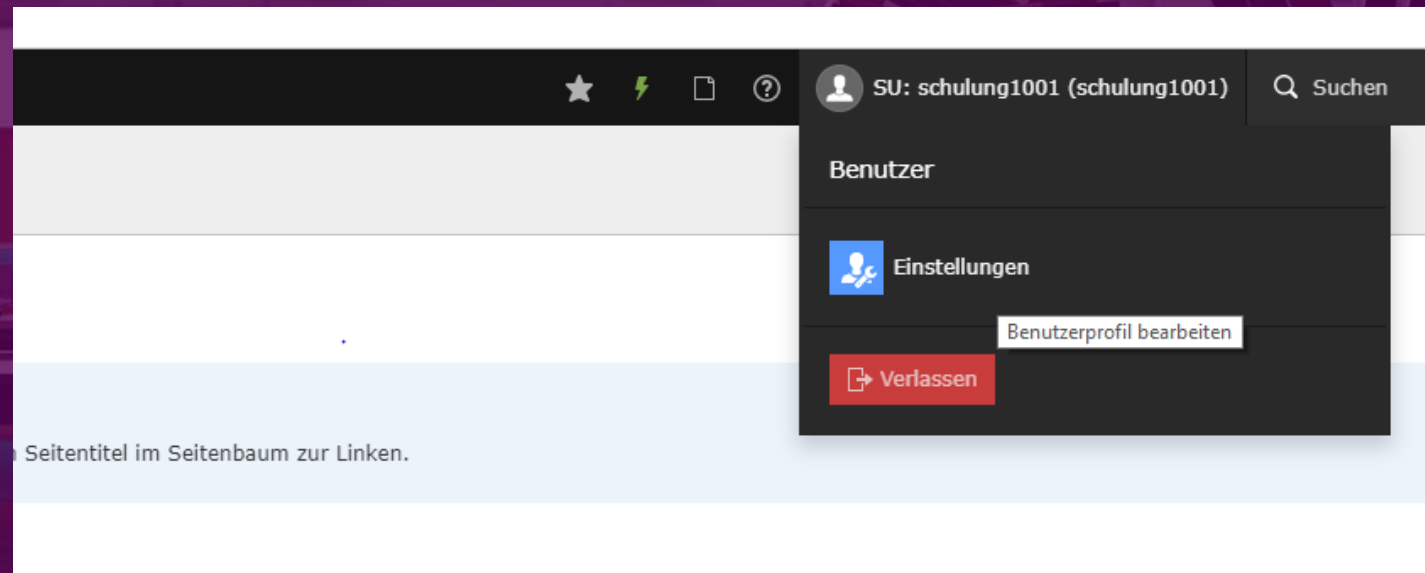 SU: schulung1001 (schulung1001) Suchen
Benutzer
Einstellungen
Benutzerprofil bearbeiten
Verlassen
Seitentitel im Seitenbaum zur Linken.